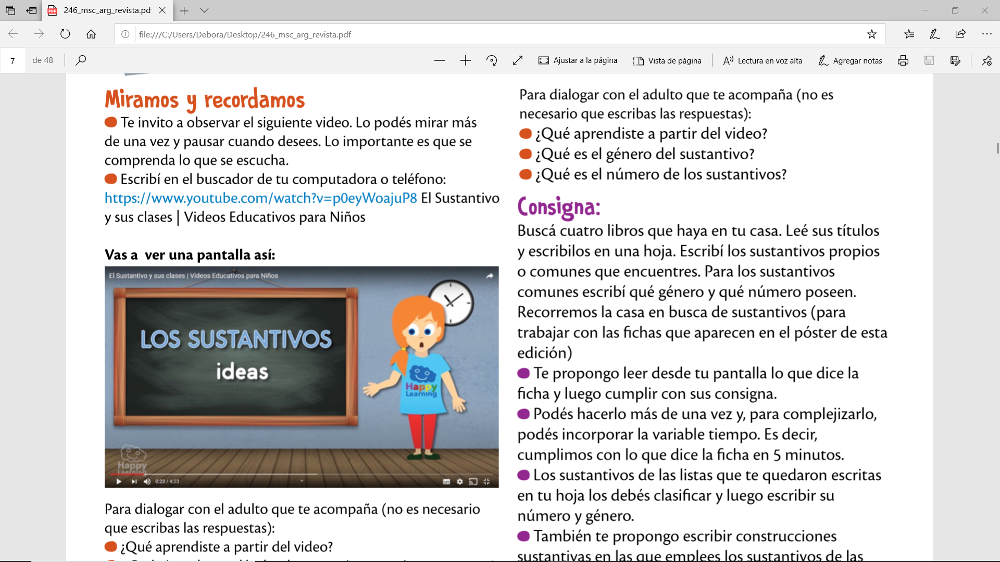 246_msc_arg_revista.pd
file:///C:/Users/Debora/Desktop/246_msc_arg_revista.pdf
7 de 48
Ajustar a la página
Vista de página
Lectura en voz alta
Agregar notas
Miramos y recordamos
Te invito a observar el siguiente video. Lo podés mirar más
de una vez y pausar cuando desees. Lo importante es que se
comprenda lo que se escucha.
Escribí en el buscador de tu computadora o teléfono:
https://www.youtube.com/watch?v=p0eyWoajuP8 El Sustantivo
y sus clases | Videos Educativos para Niños
Vas a ver una pantalla así:
El Sustantivo y sus clases | Videos Educativos para Niños
LOS SUSTANTIVOS
ideas
Happy
Learning
Happy
Learning
0:23 / 4:23
Para dialogar con el adulto que te acompaña (no es necesario
que escribas las respuestas):
¿Qué aprendiste a partir del video?
Para dialogar con el adulto que te acompaña (no es
necesario que escribas las respuestas):
¿Qué aprendiste a partir del video?
¿Qué es el género del sustantivo?
¿Qué es el número de los sustantivos?
Consigna:
Buscá cuatro libros que haya en tu casa. Leé sus títulos
y escribilos en una hoja. Escribí los sustantivos propios
o comunes que encuentres. Para los sustantivos
comunes escribí qué género y qué número poseen.
Recorremos la casa en busca de sustantivos (para
trabajar con las fichas que aparecen en el póster de esta
edición)
Te propongo leer desde tu pantalla lo que dice la
ficha y luego cumplir con sus consigna.
Podés hacerlo más de una vez y, para complejizarlo,
podés incorporar la variable tiempo. Es decir,
cumplimos con lo que dice la ficha en 5 minutos.
Los sustantivos de las listas que te quedaron escritas
en tu hoja los debés clasificar y luego escribir su
número y género.
También te propongo escribir construcciones
sustantivas en las que emplees los sustantivos de las